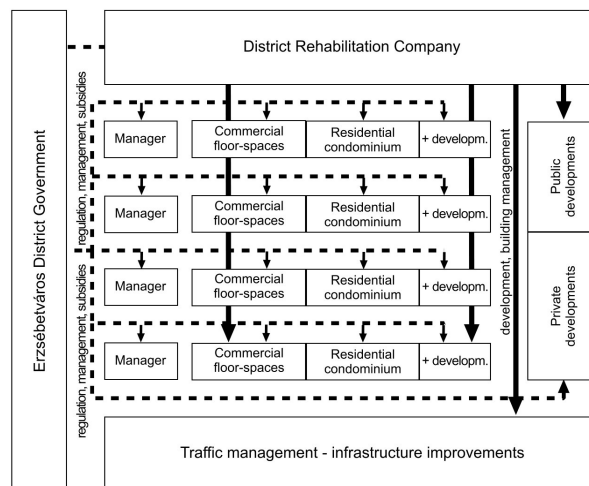 Erzsébetváros District Government
District Rehabilitation Company
regulation, management, subsidies
regulation, management, subsidies
Manager
Commercial
floor-spaces
Residential
condominium
+ developm.
Manager
Commercial
floor-spaces
Residential
condominium
+ developm.
Manager
Commercial
floor-spaces
Residential
condominium
+ developm.
Manager
Commercial
floor-spaces
Residential
condominium
+ developm.
development, building management
Public
developments
Private
developments
Traffic management - infrastructure improvements